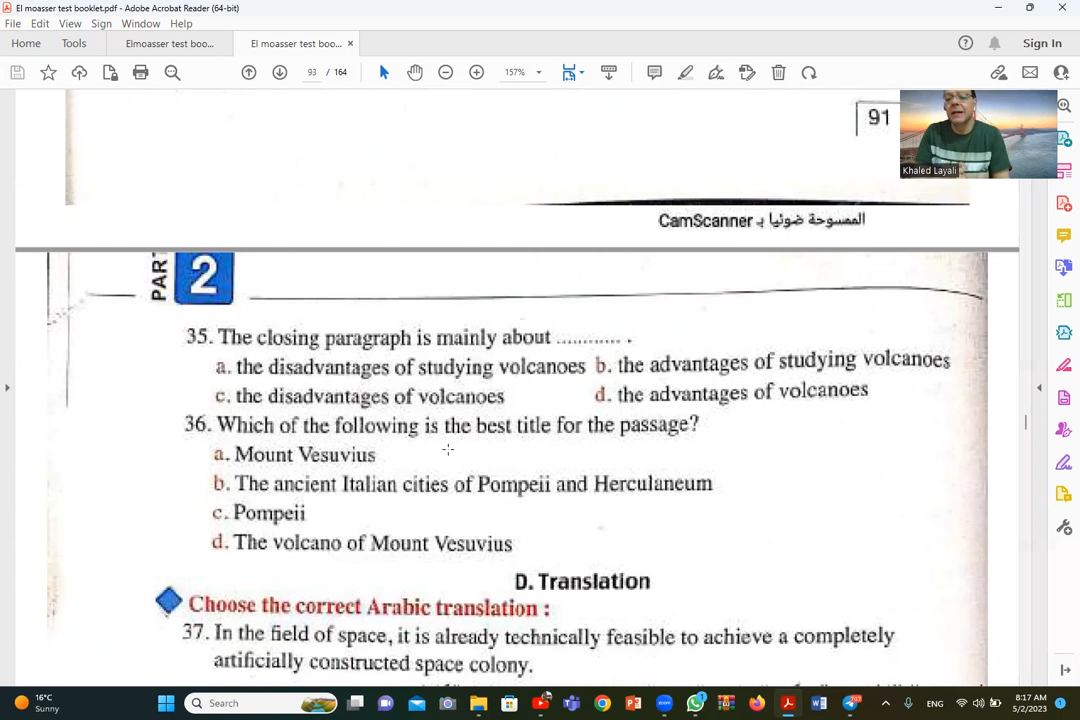 El moasser test booklet.pdf - Adobe Acrobat Reader (64-bit)
File Edit View Sign Window Help
Home Tools Elmoasser test boo... El moasser test boo... × Sign In
93 / 164 157%
91
Khaled Layali
الممسوحة ضوئيا بـ CamScanner
PART 2
35. The closing paragraph is mainly about ............ .
a. the disadvantages of studying volcanoes b. the advantages of studying volcanoes
c. the disadvantages of volcanoes d. the advantages of volcanoes
36. Which of the following is the best title for the passage?
a. Mount Vesuvius
b. The ancient Italian cities of Pompeii and Herculaneum
c. Pompeii
d. The volcano of Mount Vesuvius
D. Translation
Choose the correct Arabic translation :
37. In the field of space, it is already technically feasible to achieve a completely
artificially constructed space colony.
16°C
Sunny
Search
ENG
8:17 AM
5/2/2023